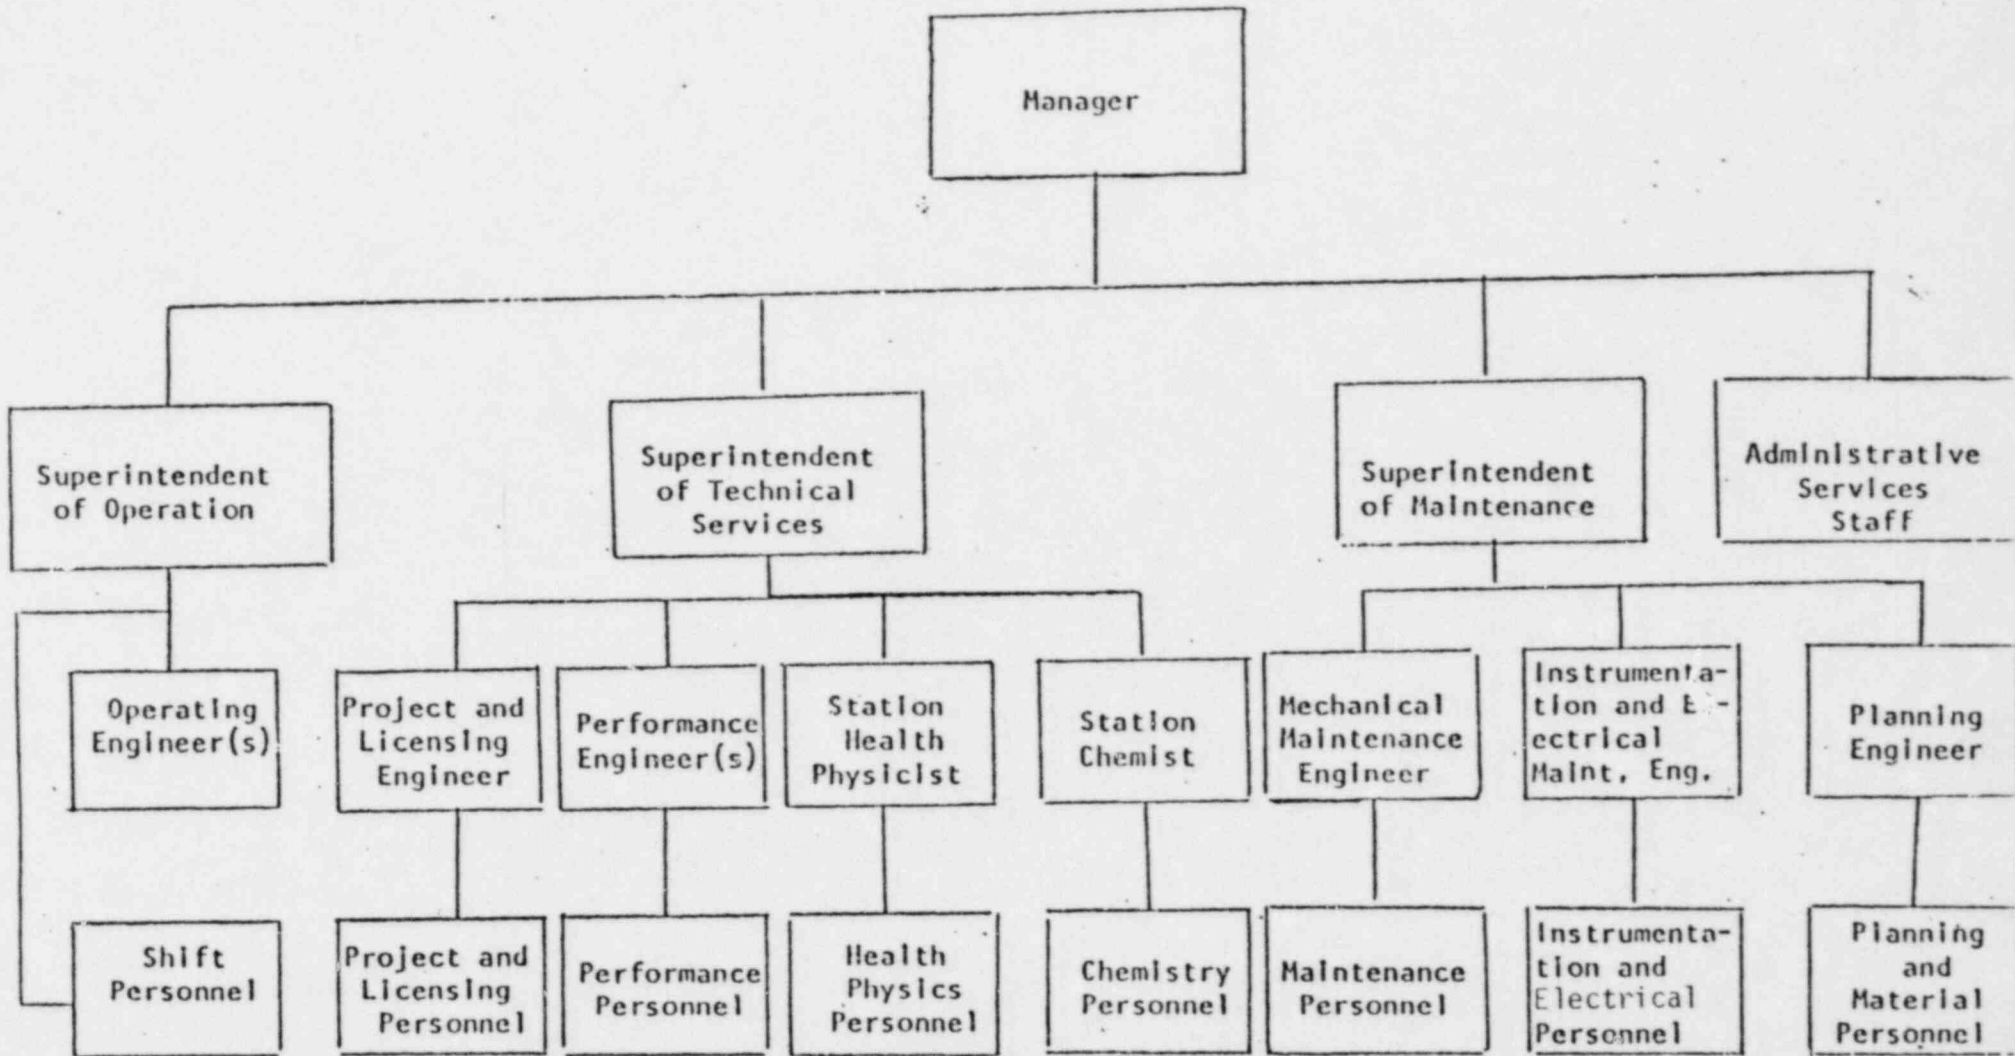 Manager
Superintendent
of Operation
Superintendent
of Technical
Services
Superintendent
of Maintenance
Administrative
Services
Staff
Operating
Engineer(s)
Project and
Licensing
Engineer
Performance
Engineer(s)
Station
Health
Physicist
Station
Chemist
Mechanical
Maintenance
Engineer
Instrumenta-
tion and E -
ectrical
Maint. Eng.
Planning
Engineer
Shift
Personnel
Project and
Licensing
Personnel
Performance
Personnel
Health
Physics
Personnel
Chemistry
Personnel
Maintenance
Personnel
Instrumenta-
tion and
Electrical
Personnel
Planning
and
Material
Personnel